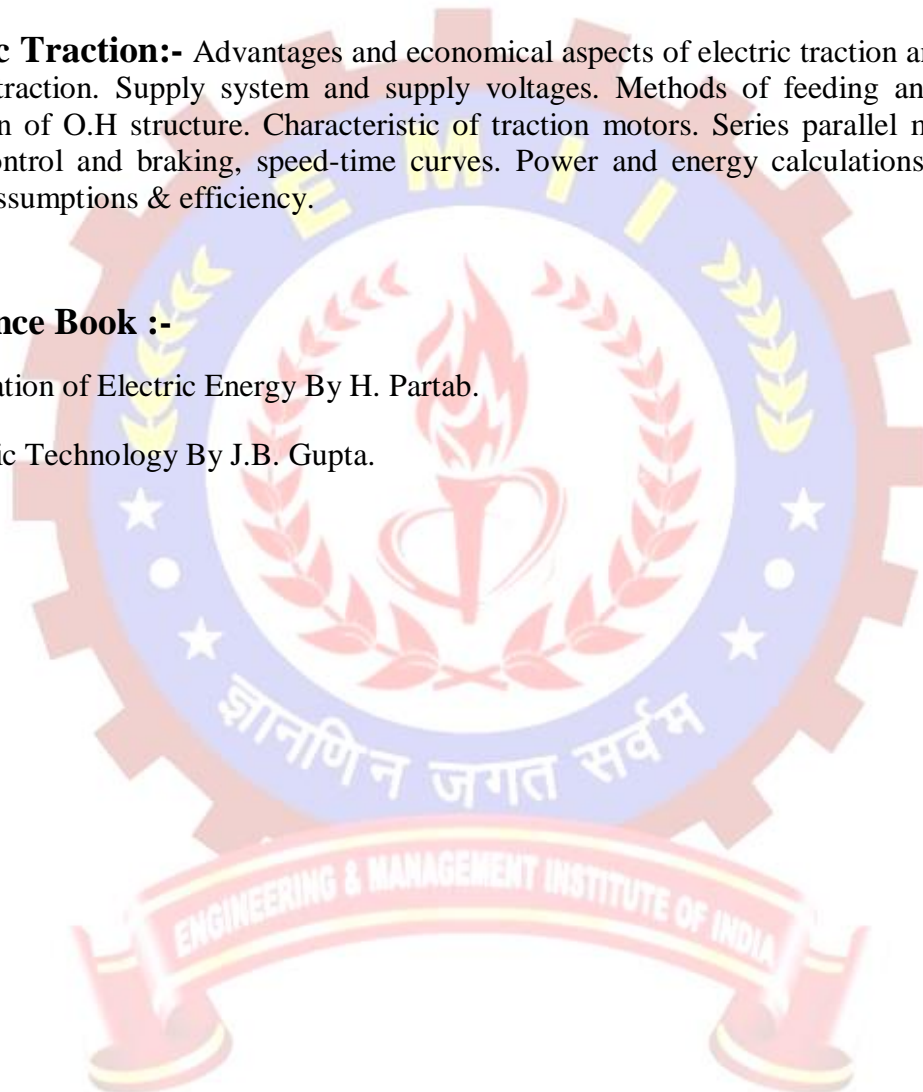 c Traction:- Advantages and economical aspects of electric traction a
traction. Supply system and supply voltages. Methods of feeding an
n of O.H structure. Characteristic of traction motors. Series parallel
ontrol and braking, speed-time curves. Power and energy calculations
ssumptions & efficiency.
nce Book :-
ation of Electric Energy By H. Partab.
ic Technology By J.B. Gupta.
EMII
ज्ञानणिन जगत सर्वम
ENGINEERING & MANAGEMENT INSTITUTE OF INDIA